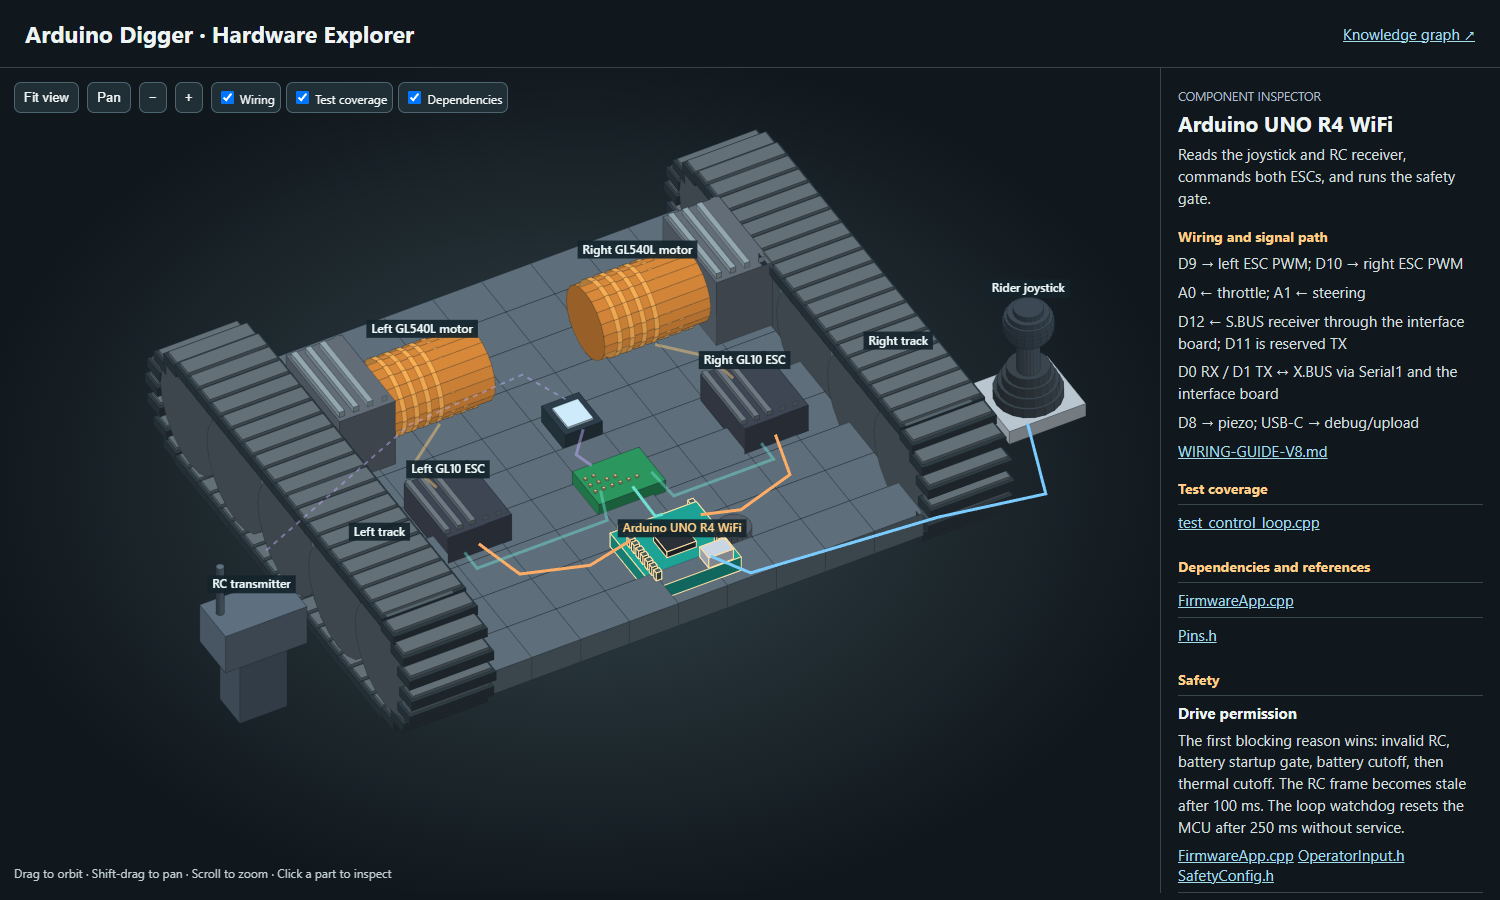 Arduino Digger · Hardware Explorer
Knowledge graph ↗
Fit view
Pan
−
+
Wiring
Test coverage
Dependencies
Right GL540L motor
Rider joystick
Left GL540L motor
Right track
Right GL10 ESC
Left GL10 ESC
Arduino UNO R4 WiFi
Left track
RC transmitter
Drag to orbit · Shift-drag to pan · Scroll to zoom · Click a part to inspect
COMPONENT INSPECTOR
Arduino UNO R4 WiFi
Reads the joystick and RC receiver,
commands both ESCs, and runs the safety
gate.
Wiring and signal path
D9 → left ESC PWM; D10 → right ESC PWM
A0 ← throttle; A1 ← steering
D12 ← S.BUS receiver through the interface
board; D11 is reserved TX
D0 RX / D1 TX ↔ X.BUS via Serial1 and the
interface board
D8 → piezo; USB-C → debug/upload
WIRING-GUIDE-V8.md
Test coverage
test_control_loop.cpp
Dependencies and references
FirmwareApp.cpp
Pins.h
Safety
Drive permission
The first blocking reason wins: invalid RC,
battery startup gate, battery cutoff, then
thermal cutoff. The RC frame becomes stale
after 100 ms. The loop watchdog resets the
MCU after 250 ms without service.
FirmwareApp.cpp OperatorInput.h
SafetyConfig.h